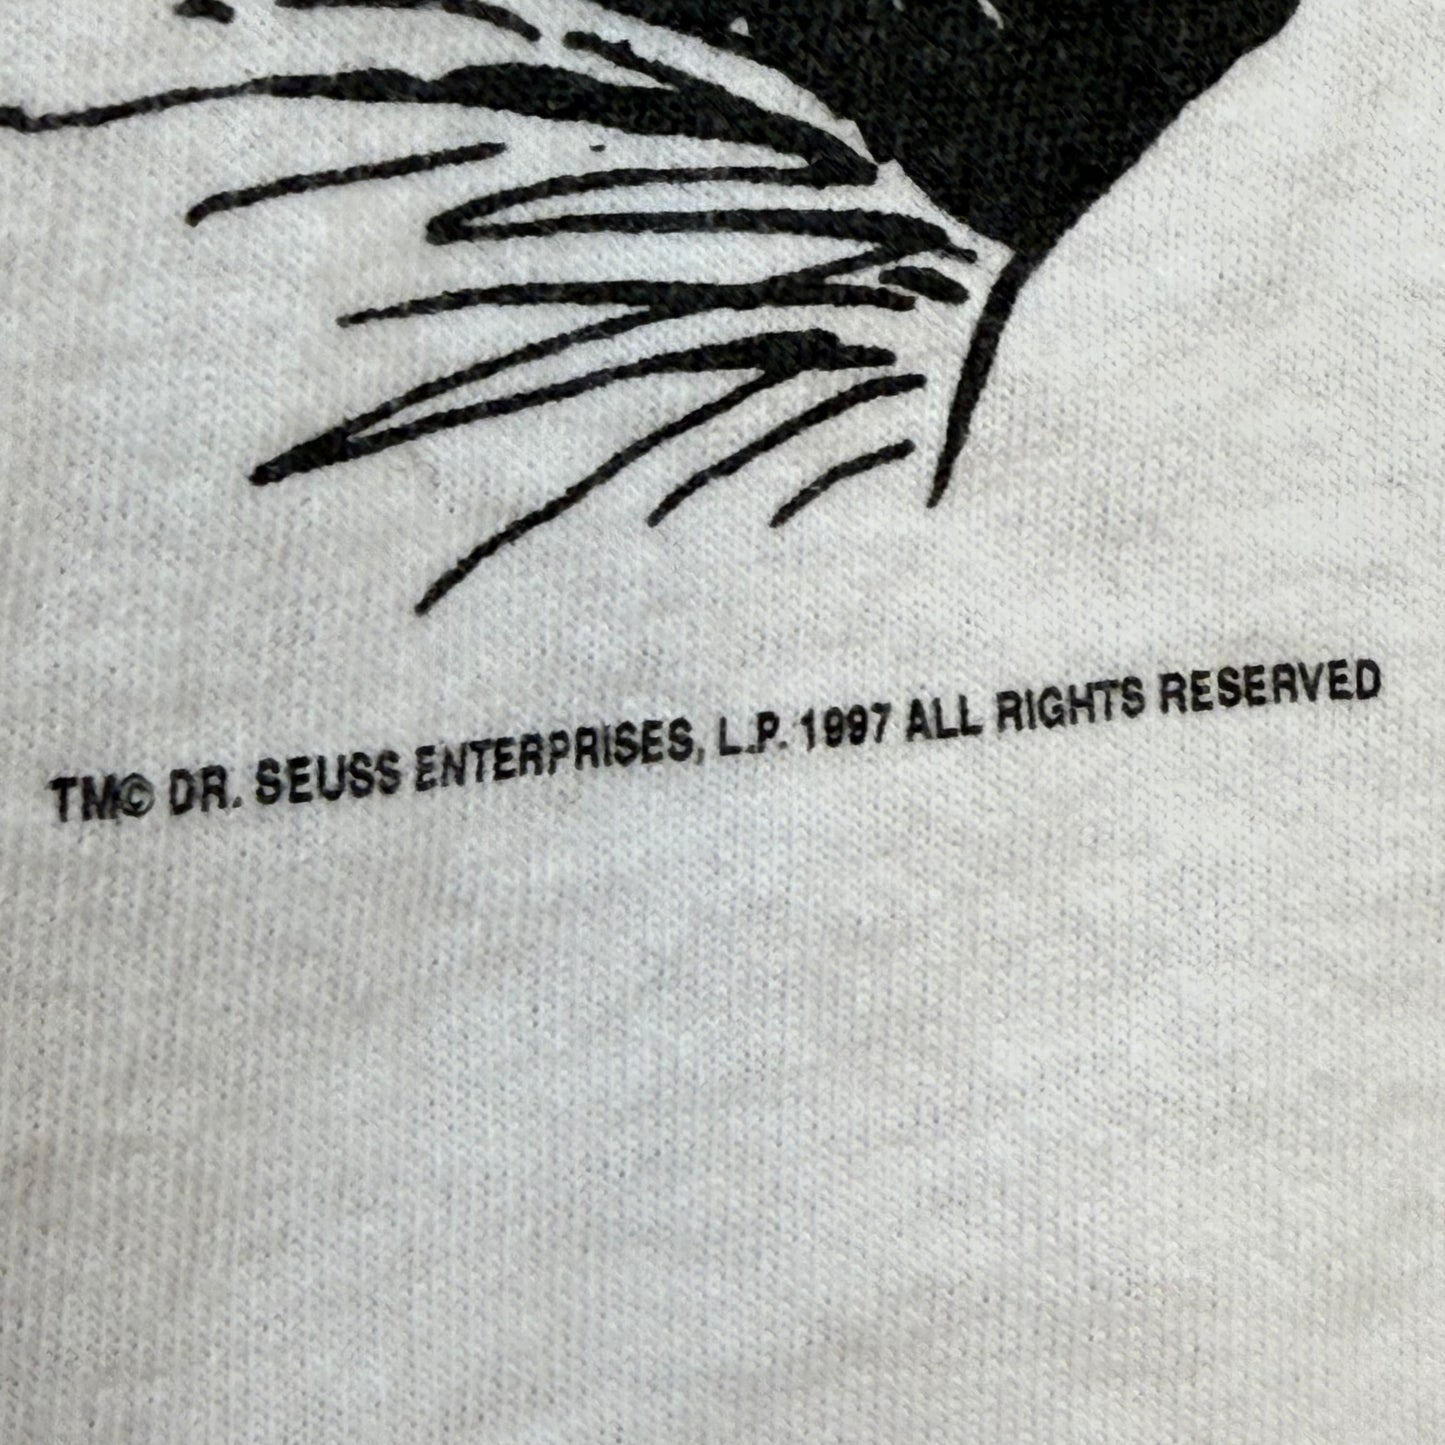 TM© DR. SEUSS ENTERPRISES, L.P. 1997 ALL RIGHTS RESERVED